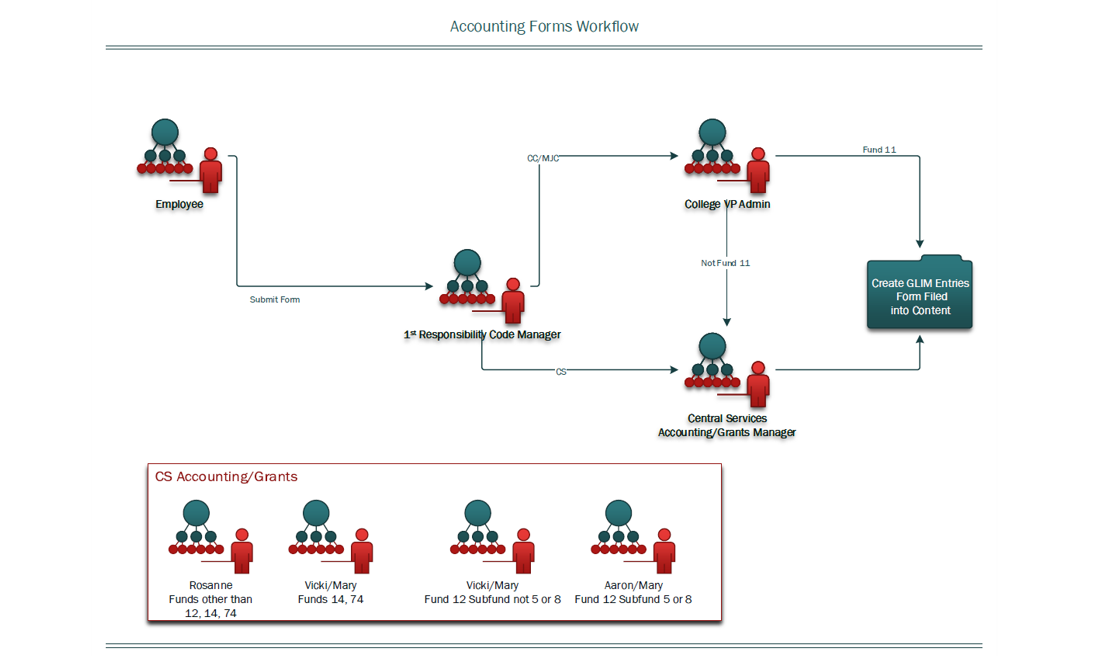 Accounting Forms Workflow
CC/MJC
Fund 11
Employee
College VP Admin
Not Fund 11
Submit Form
Create GLIM Entries
Form Filed
into Content
1st Responsibility Code Manager
CS
Central Services
Accounting/Grants Manager
CS Accounting/Grants
Rosanne
Funds other than
12, 14, 74
Vicki/Mary
Funds 14, 74
Vicki/Mary
Fund 12 Subfund not 5 or 8
Aaron/Mary
Fund 12 Subfund 5 or 8